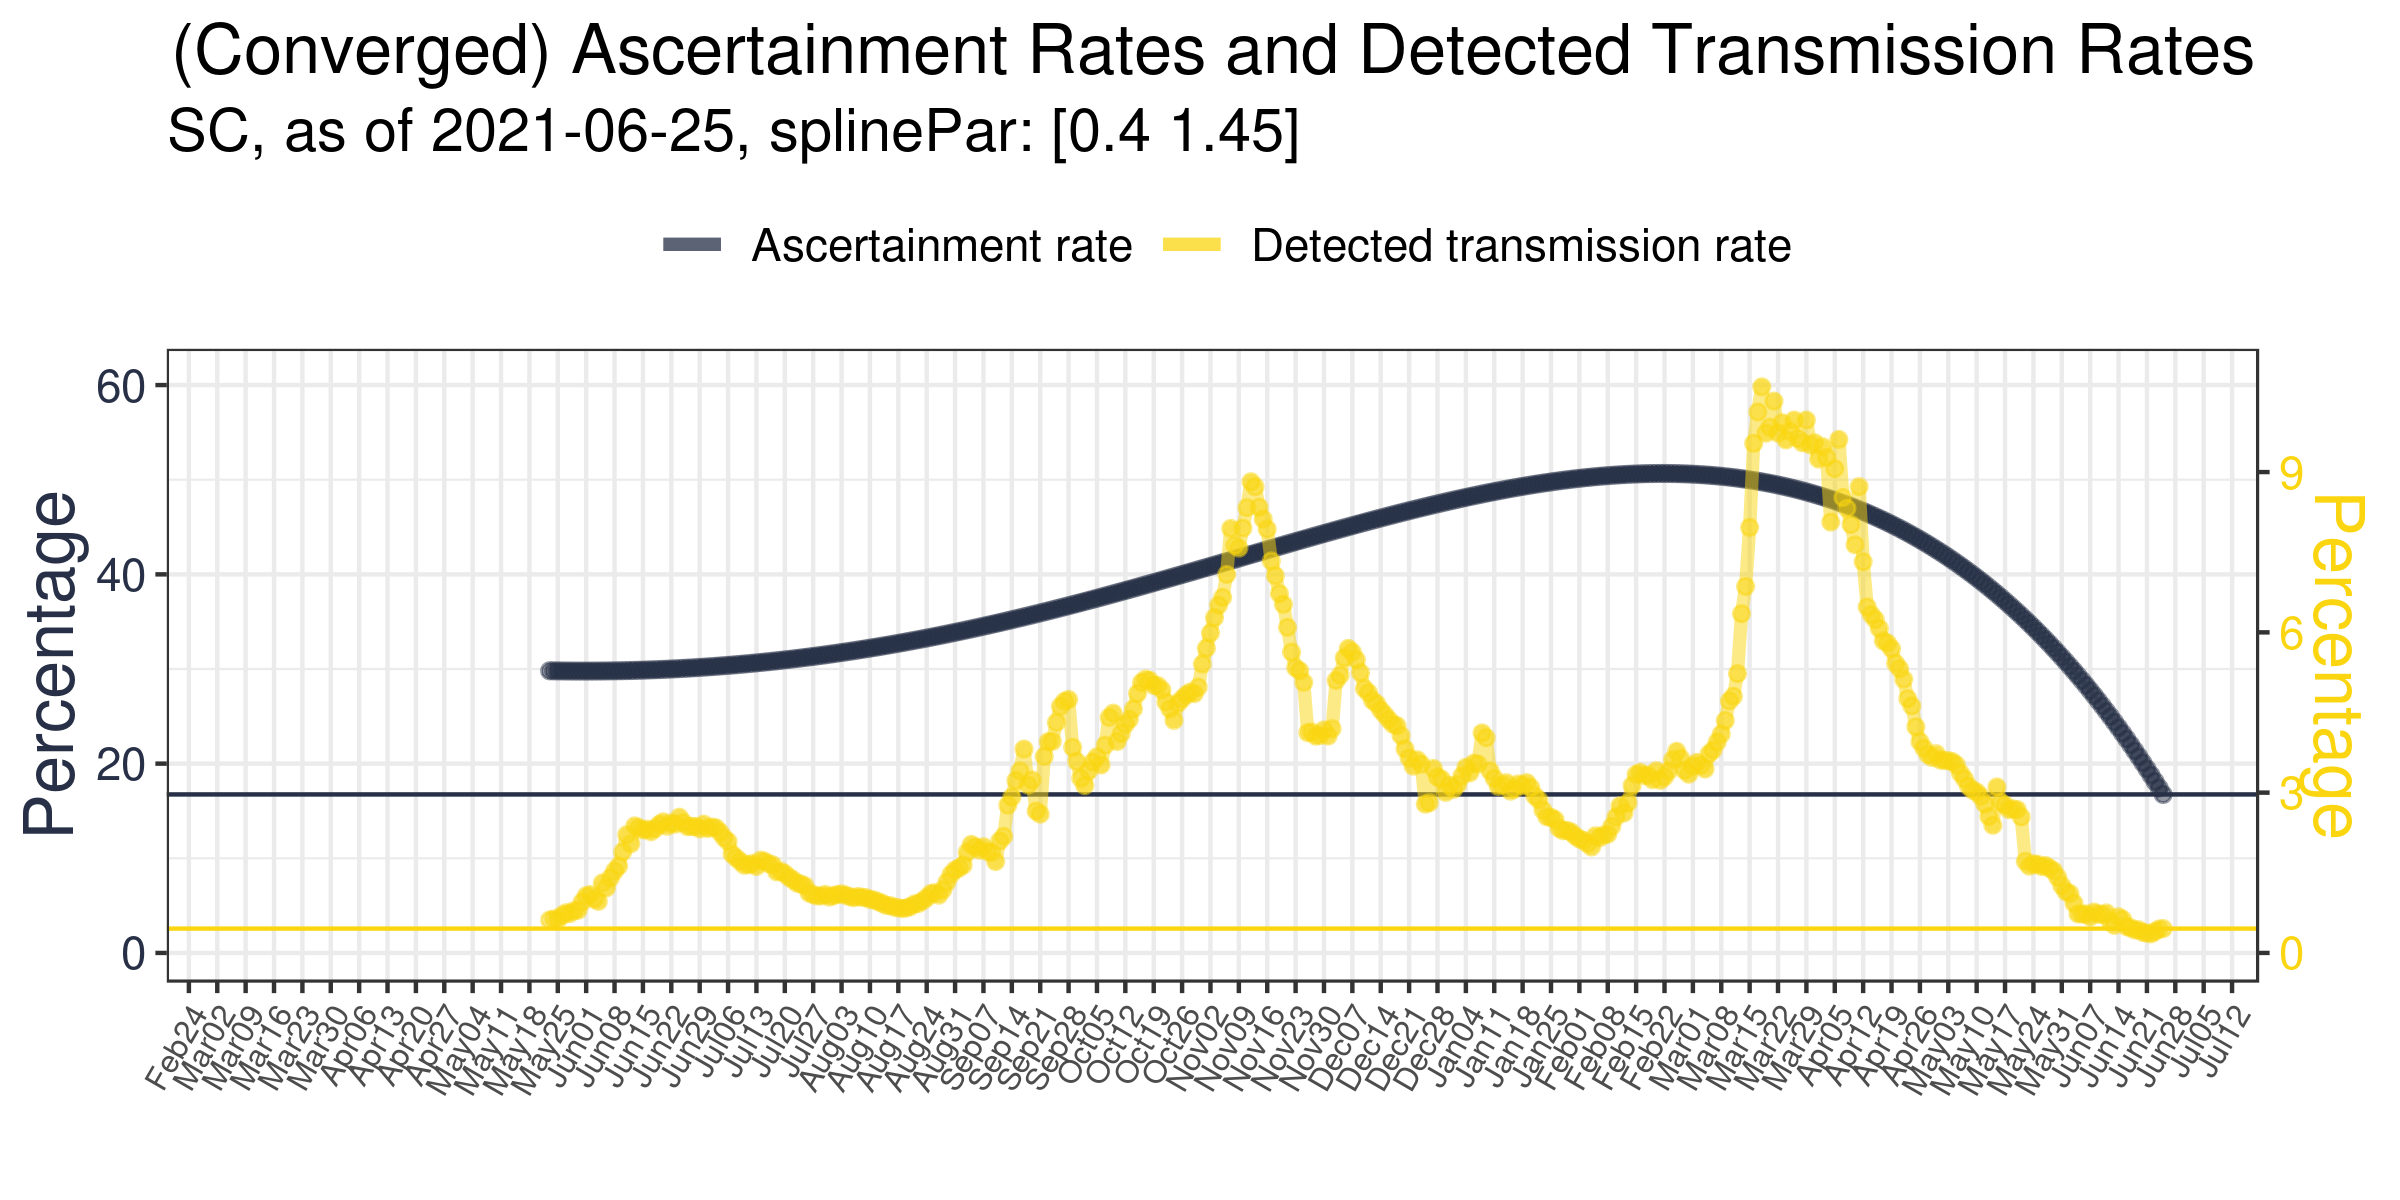 (Converged) Ascertainment Rates and Detected Transmission Rates
SC, as of 2021-06-25, splinePar: [0.4 1.45]
Ascertainment rate
Detected transmission rate
Percentage
60
40
20
0
9
6
3
0
Percentage
Feb24
Mar02
Mar09
Mar16
Mar23
Mar30
Apr06
Apr13
Apr20
Apr27
May04
May11
May18
May25
Jun01
Jun08
Jun15
Jun22
Jun29
Jul06
Jul13
Jul20
Jul27
Aug03
Aug10
Aug17
Aug24
Aug31
Sep07
Sep14
Sep21
Sep28
Oct05
Oct12
Oct19
Oct26
Nov02
Nov09
Nov16
Nov23
Nov30
Dec07
Dec14
Dec21
Dec28
Jan04
Jan11
Jan18
Jan25
Feb01
Feb08
Feb15
Feb22
Mar01
Mar08
Mar15
Mar22
Mar29
Apr05
Apr12
Apr19
Apr26
May03
May10
May17
May24
May31
Jun07
Jun14
Jun21
Jun28
Jul05
Jul12